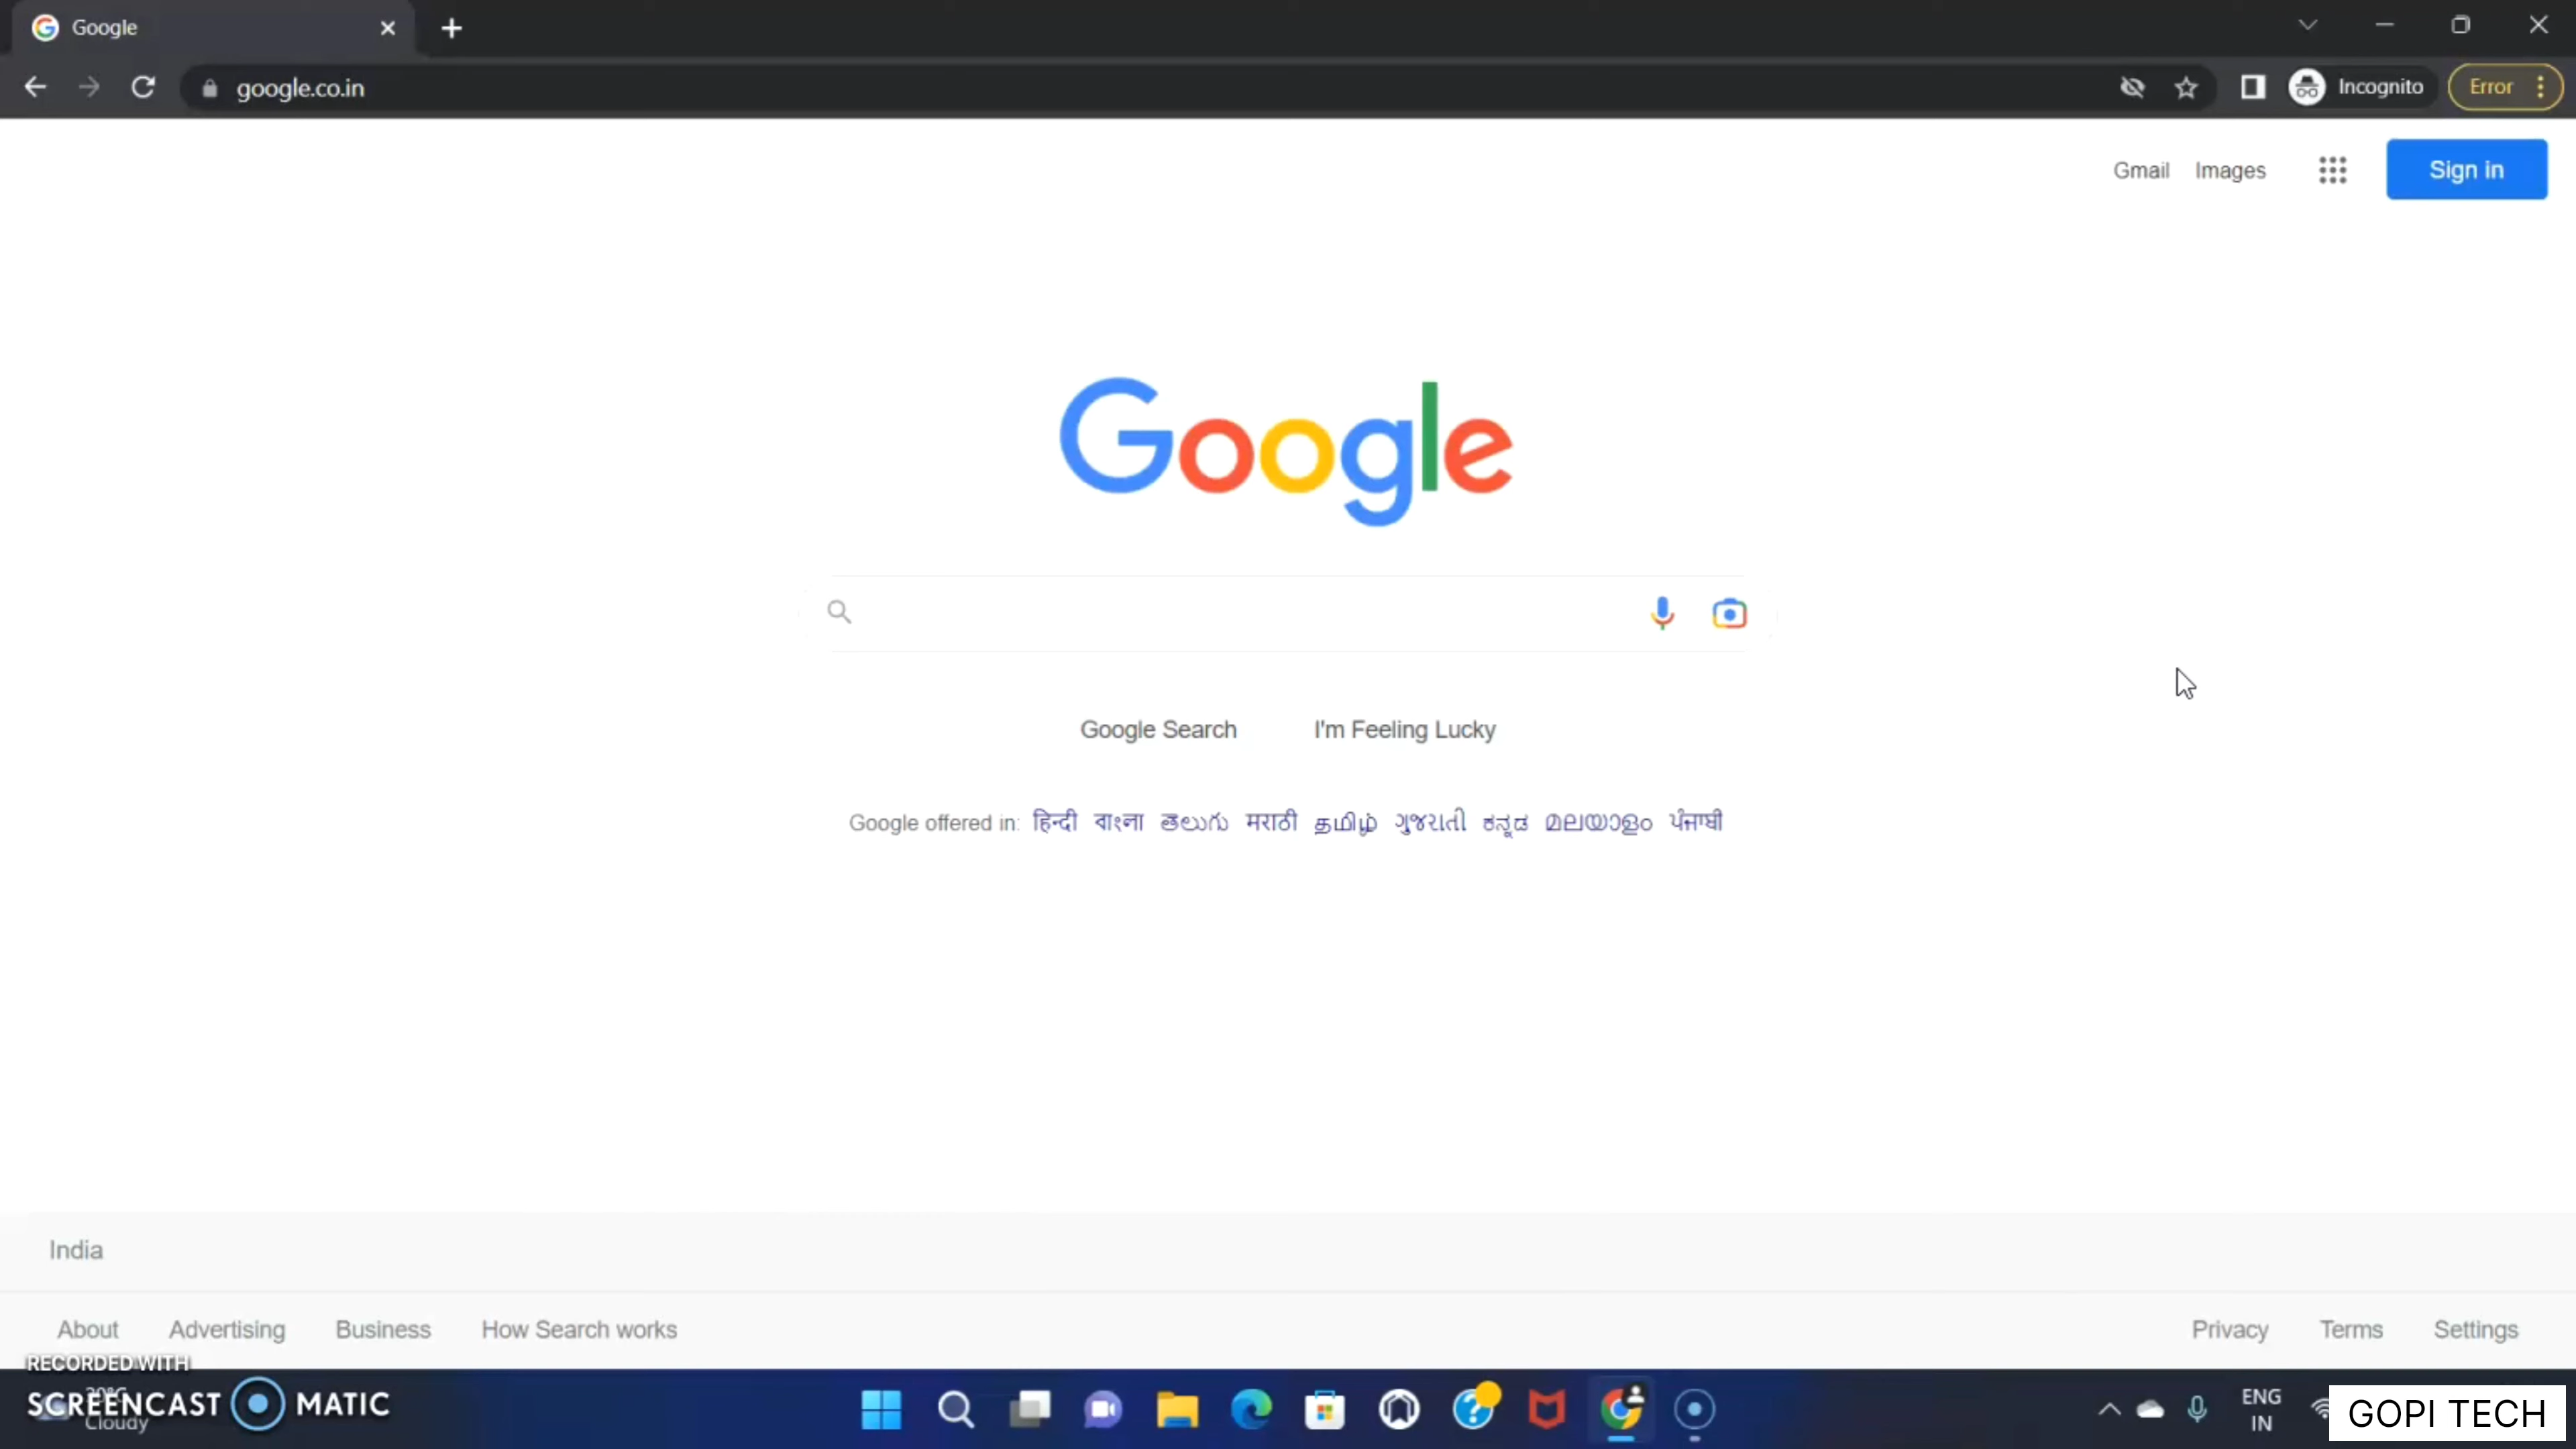 Google
google.co.in
Incognito
Error
Gmail Images
Sign in
Google
Google Search I'm Feeling Lucky
Google offered in: हिन्दी বাংলা తెలుగు मराठी தமிழ் ગુજરાતી ಕನ್ನಡ മലയാളം ਪੰਜਾਬੀ
India
About Advertising Business How Search works
Privacy Terms Settings
RECORDED WITH
SCREENCAST MATIC
Cloudy
ENG
IN
GOPI TECH